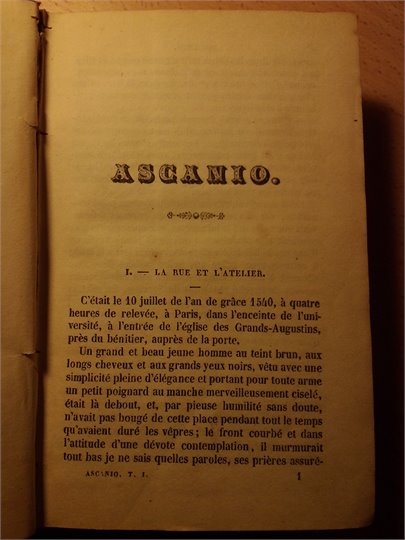 ASCANIO.
I. — LA RUE ET L'ATELIER.
C'était le 10 juillet de l'an de grâce 1540, à quatre
heures de relevée, à Paris, dans l'enceinte de l'uni-
versité, à l'entrée de l'église des Grands-Augustins,
près du bénitier, auprès de la porte,
Un grand et beau jeune homme au teint brun, aux
longs cheveux et aux grands yeux noirs, vêtu avec une
simplicité pleine d'élégance et portant pour toute arme
un petit poignard au manche merveilleusement ciselé,
était là debout, et, par pieuse humilité sans doute,
n'avait pas bougé de cette place pendant tout le temps
qu'avaient duré les vêpres; le front courbé et dans
l'attitude d'une dévote contemplation, il murmurait
tout bas je ne sais quelles paroles, ses prières assuré-
ASCANIO. T. I. 1